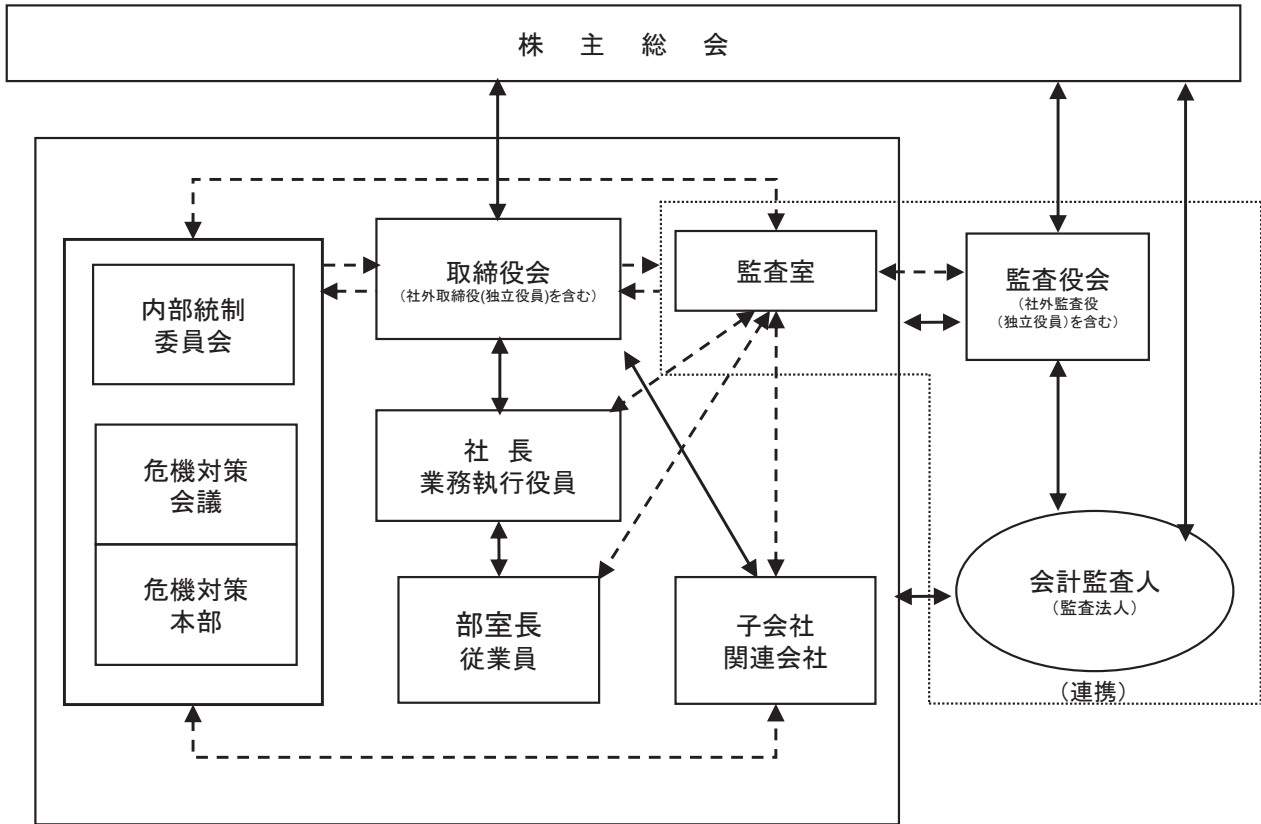 株主総会
取締役会
（社外取締役(独立役員)を含む）
監査室
監査役会
（社外監査役
（独立役員）を含む）
内部統制
委員会
危機対策
会議
危機対策
本部
社長
業務執行役員
部室長
従業員
子会社
関連会社
会計監査人
（監査法人）
（連携）